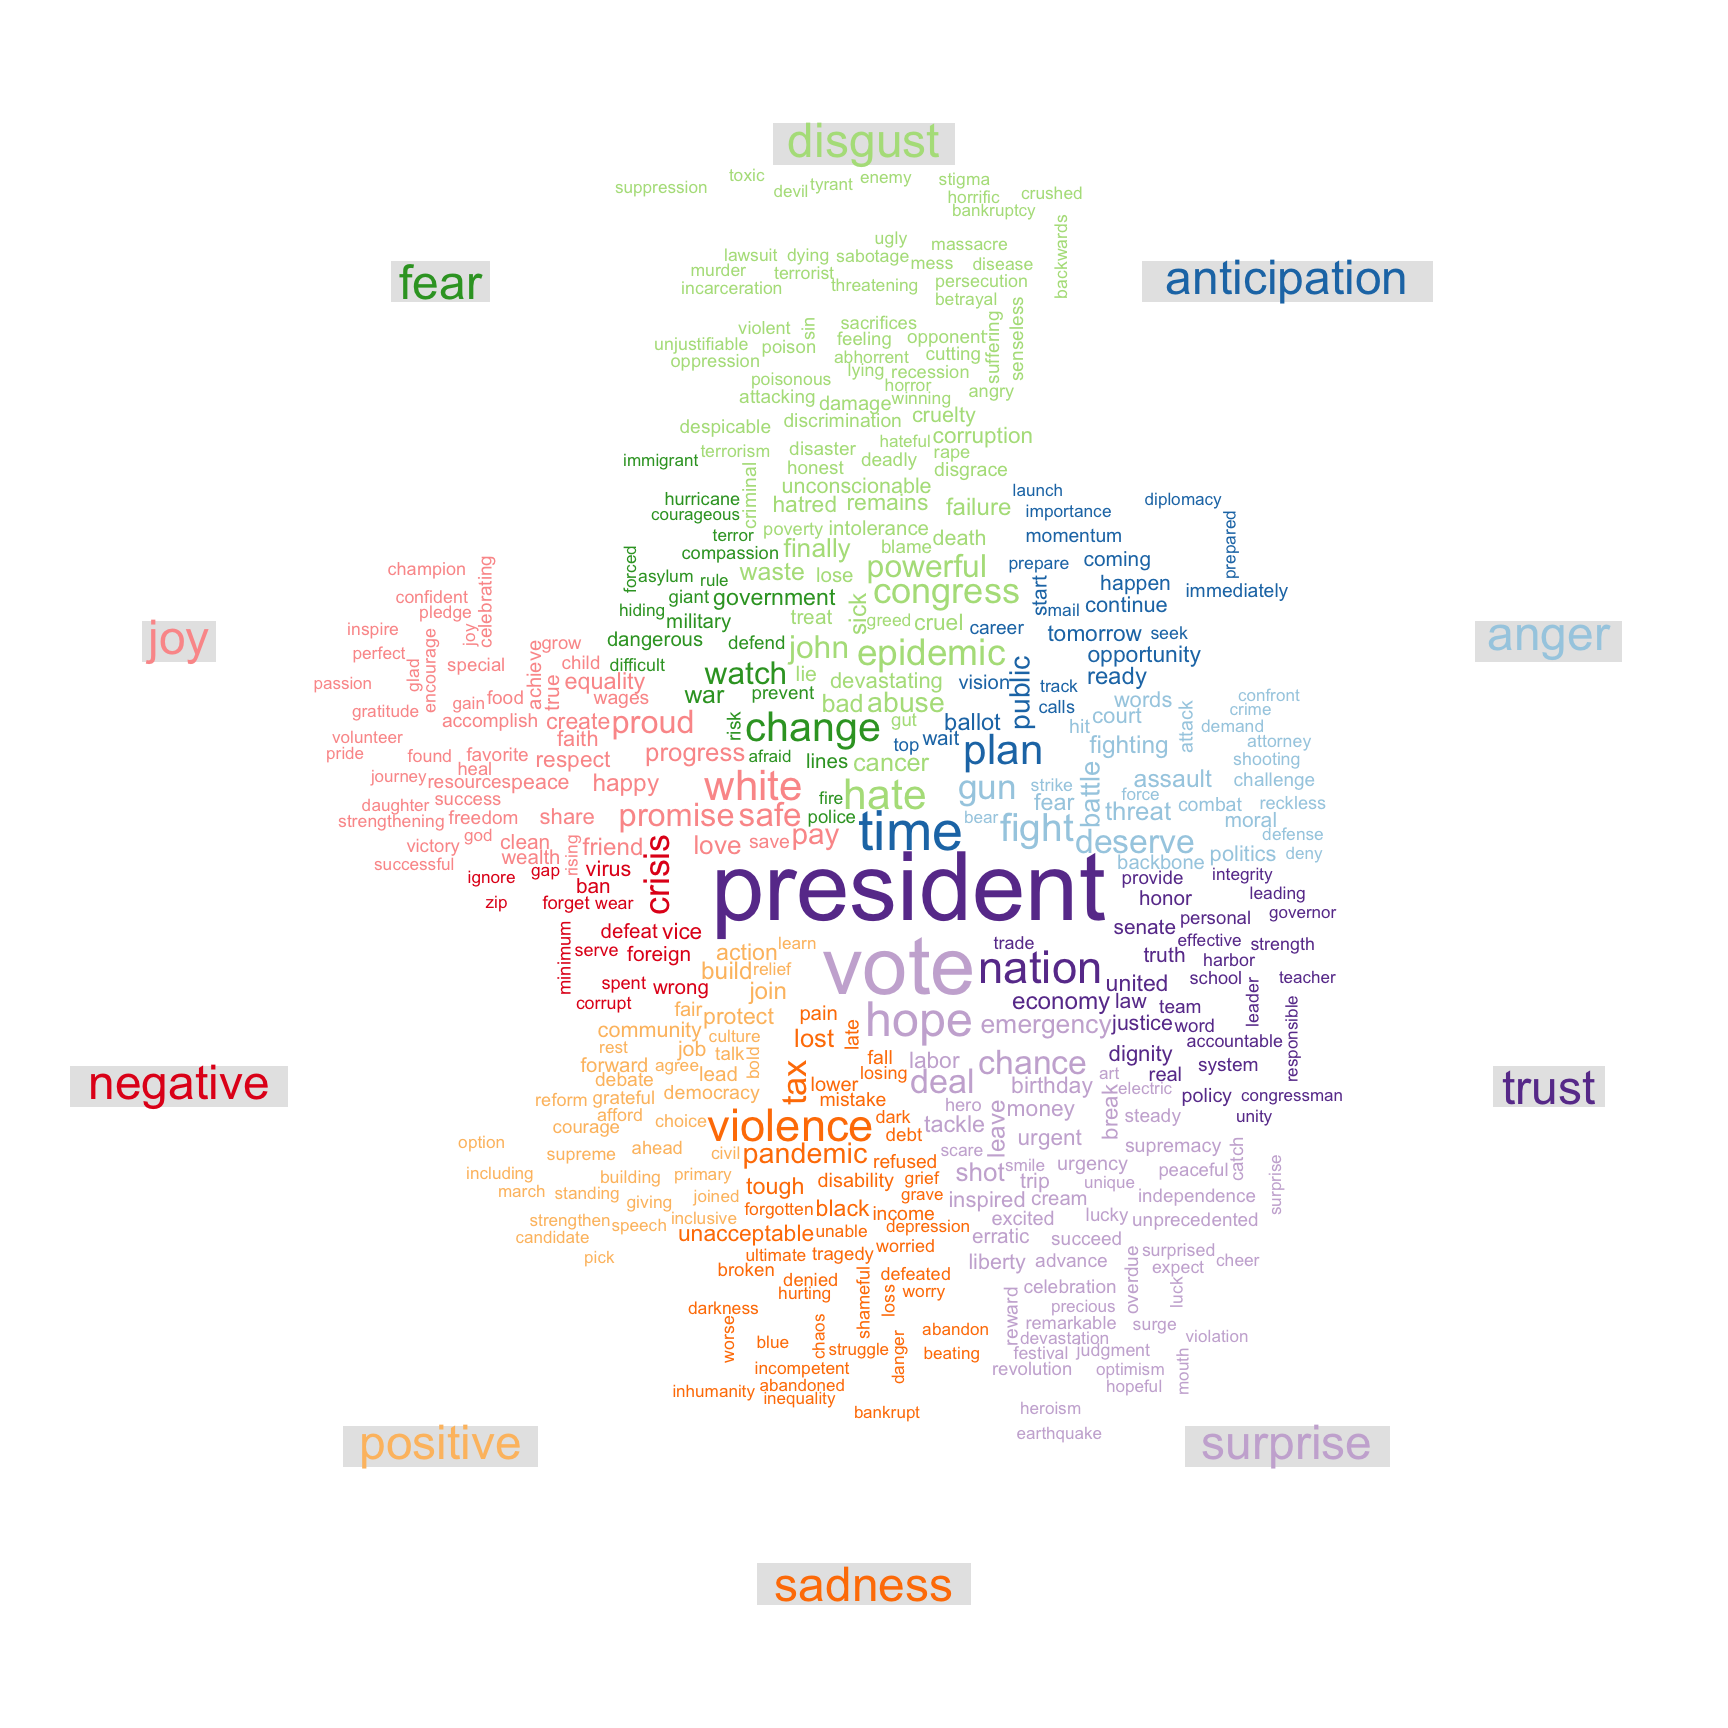 disgust
suppression
toxic
devil
tyrant
enemy
stigma
horrific
crushed
bankruptcy
backwards
ugly
massacre
lawsuit
dying
sabotage
mess
disease
murder
terrorist
persecution
incarceration
threatening
betrayal
violent
sin
sacrifices
suffering
senseless
unjustifiable
poison
feeling
opponent
oppression
abhorrent
cutting
lying
recession
poisonous
horror
angry
attacking
damage
winning
despicable
discrimination
cruelty
hateful
corruption
terrorism
disaster
rape
honest
deadly
disgrace
criminal
unconscionable
hatred
remains
failure
poverty
intolerance
death
finally
blame
powerful
waste
lose
congress
sick
treat
greed
cruel
john
epidemic
lie
devastating
bad
abuse
gut
cancer
hate
fear
immigrant
hurricane
courageous
terror
compassion
forced
asylum
rule
giant
government
hiding
military
dangerous
defend
difficult
watch
war
prevent
risk
change
afraid
lines
fire
police
anticipation
launch
diplomacy
importance
prepared
momentum
prepare
coming
start
happen
immediately
mail
continue
career
tomorrow
seek
opportunity
vision
public
track
ready
calls
ballot
top
wait
plan
time
joy
champion
celebrating
confident
pledge
inspire
joy
grow
perfect
glad
encourage
special
achieve
child
true
equality
passion
gain
food
wages
gratitude
accomplish
create
proud
volunteer
faith
pride
found
favorite
respect
progress
heal
journey
resources
peace
happy
white
daughter
success
strengthening
freedom
share
promise
safe
god
victory
clean
friend
love
save
pay
successful
wealth
rising
anger
words
confront
crime
hit
court
attack
demand
fighting
attorney
shooting
gun
strike
battle
assault
challenge
fear
force
threat
combat
reckless
bear
fight
deserve
moral
defense
backbone
politics
deny
negative
crisis
ignore
gap
virus
ban
zip
forget
wear
minimum
defeat
vice
serve
foreign
spent
wrong
corrupt
trust
president
provide
integrity
honor
leading
personal
governor
senate
trade
effective
strength
truth
harbor
nation
united
school
teacher
economy
law
team
leader
justice
word
responsible
accountable
dignity
system
real
policy
congressman
unity
positive
action
learn
build
relief
join
fair
protect
community
culture
rest
job
talk
bold
forward
agree
debate
lead
reform
grateful
democracy
afford
courage
choice
option
supreme
ahead
civil
including
building
primary
march
standing
giving
joined
strengthen
speech
inclusive
candidate
pick
surprise
vote
hope
emergency
labor
chance
deal
birthday
art
electric
hero
money
break
steady
tackle
leave
urgent
supremacy
catch
scare
smile
urgency
peaceful
shot
trip
unique
surprise
inspired
cream
independence
excited
lucky
unprecedented
erratic
succeed
surprised
liberty
advance
overdue
expect
cheer
celebration
luck
reward
precious
remarkable
surge
devastation
violation
festival
judgment
revolution
optimism
mouth
hopeful
heroism
earthquake
sadness
pain
lost
late
fall
tax
losing
lower
mistake
violence
dark
debt
pandemic
refused
tough
disability
grief
grave
forgotten
black
income
unacceptable
unable
depression
ultimate
tragedy
worried
broken
denied
defeated
hurting
shameful
loss
worry
darkness
worse
blue
chaos
struggle
danger
abandon
beating
incompetent
inhumanity
abandoned
inequality
bankrupt